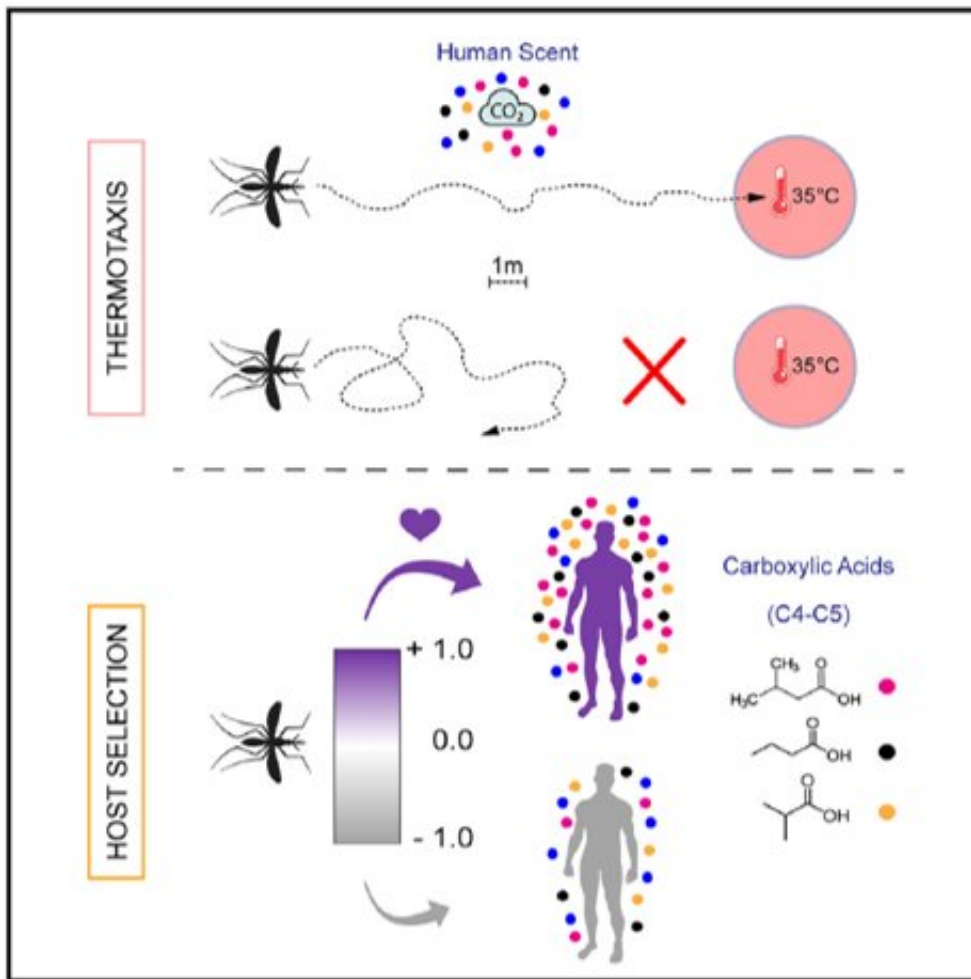 Human Scent
CO₂
THERMOTAXIS
35°C
1m
35°C
HOST SELECTION
+ 1.0
0.0
- 1.0
Carboxylic Acids
(C4-C5)
CH₃
O
H₃C
OH
O
OH
O
OH